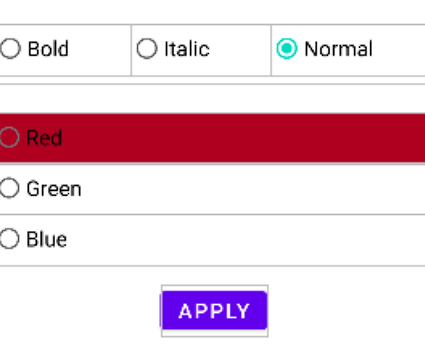 Bold Italic Normal
Red
Green
Blue
APPLY